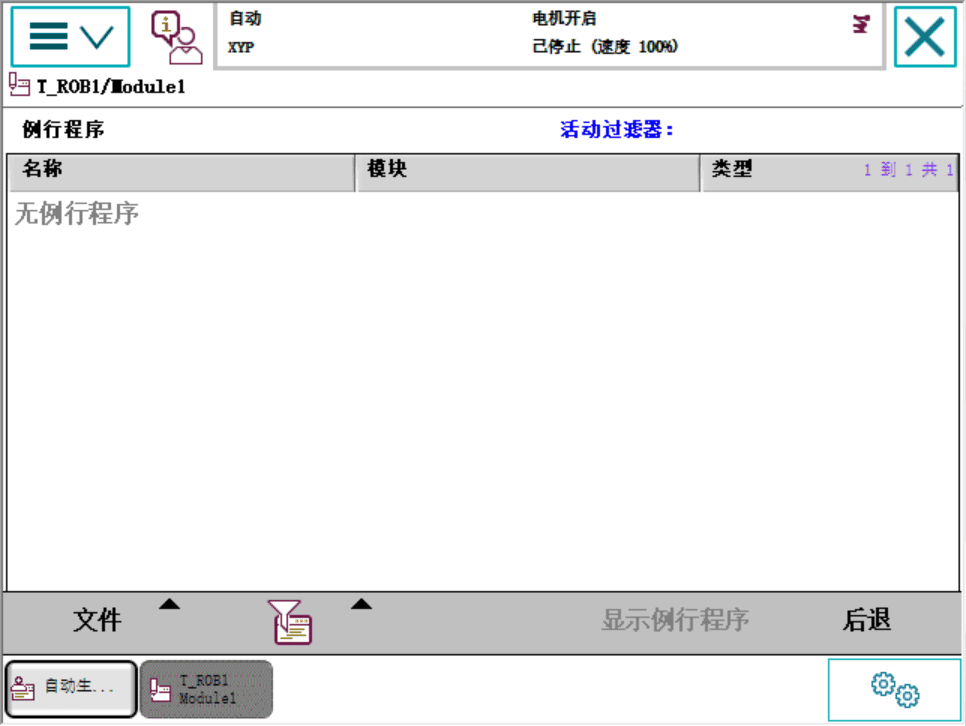 自动
XYP
电机开启
己停止 (速度 100%)
T_ROB1/Module1
例行程序
活动过滤器:
名称
模块
类型
1 到 1 共 1
无例行程序
文件
显示例行程序
后退
自动生...
T_ROB1
Module1